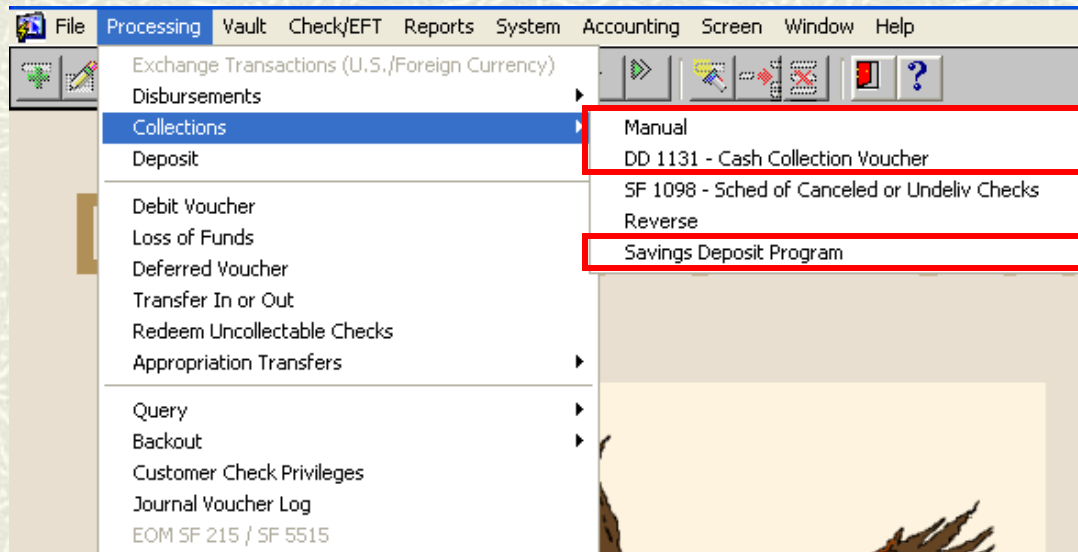 File Processing Vault Check/EFT Reports System Accounting Screen Window Help
Exchange Transactions (U.S./Foreign Currency)
Disbursements
Collections
Deposit
Debit Voucher
Loss of Funds
Deferred Voucher
Transfer In or Out
Redeem Uncollectable Checks
Appropriation Transfers
Query
Backout
Customer Check Privileges
Journal Voucher Log
EOM SF 215 / SF 5515
Manual
DD 1131 - Cash Collection Voucher
SF 1098 - Sched of Canceled or Undeliv Checks
Reverse
Savings Deposit Program